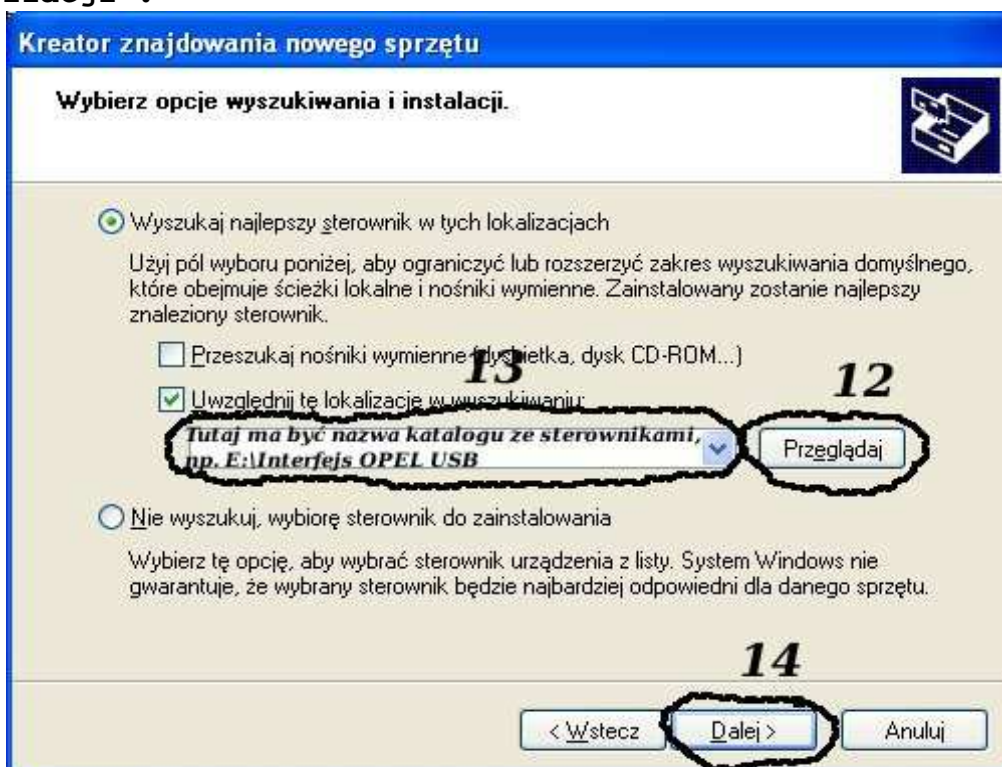 Kreator znajdowania nowego sprzętu
Wybierz opcje wyszukiwania i instalacji.
Wyszukaj najlepszy sterownik w tych lokalizacjach
Użyj pól wyboru poniżej, aby ograniczyć lub rozszerzyć zakres wyszukiwania domyślnego,
które obejmuje ścieżki lokalne i nośniki wymienne. Zainstalowany zostanie najlepszy
znaleziony sterownik.
Przeszukaj nośniki wymienne (dyskietka, dysk CD-ROM...)
13
12
Uwzględnij tę lokalizację w wyszukiwaniu:
Tutaj ma być nazwa katalogu ze sterownikami,
np. E:\Interfejs OPEL USB
Przeglądaj
Nie wyszukuj, wybiorę sterownik do zainstalowania
Wybierz tę opcję, aby wybrać sterownik urządzenia z listy. System Windows nie
gwarantuje, że wybrany sterownik będzie najbardziej odpowiedni dla danego sprzętu.
14
< Wstecz
Dalej >
Anuluj